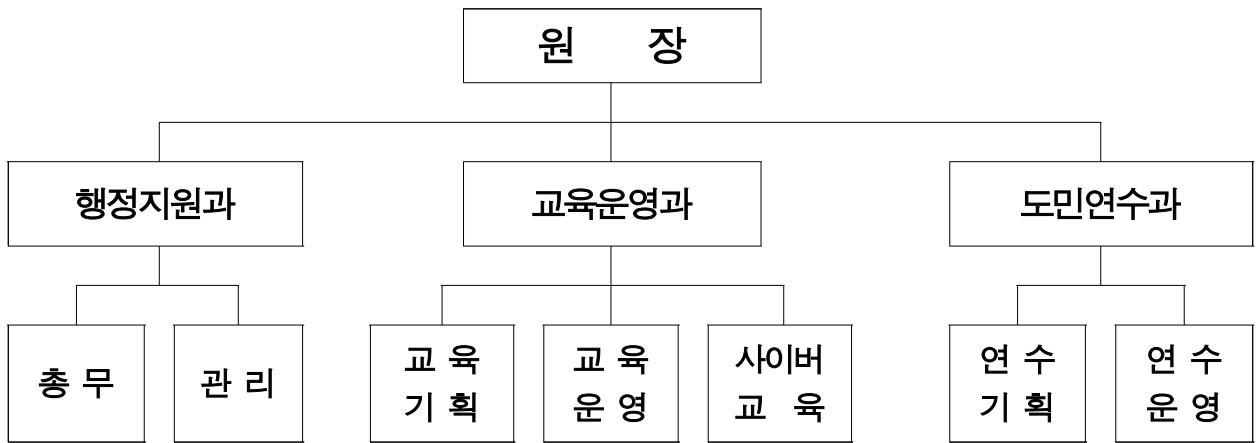 원 장
행정지원과
교육운영과
도민연수과
총 무
관 리
교 육
기 획
교 육
운 영
사이버
교 육
연 수
기 획
연 수
운 영